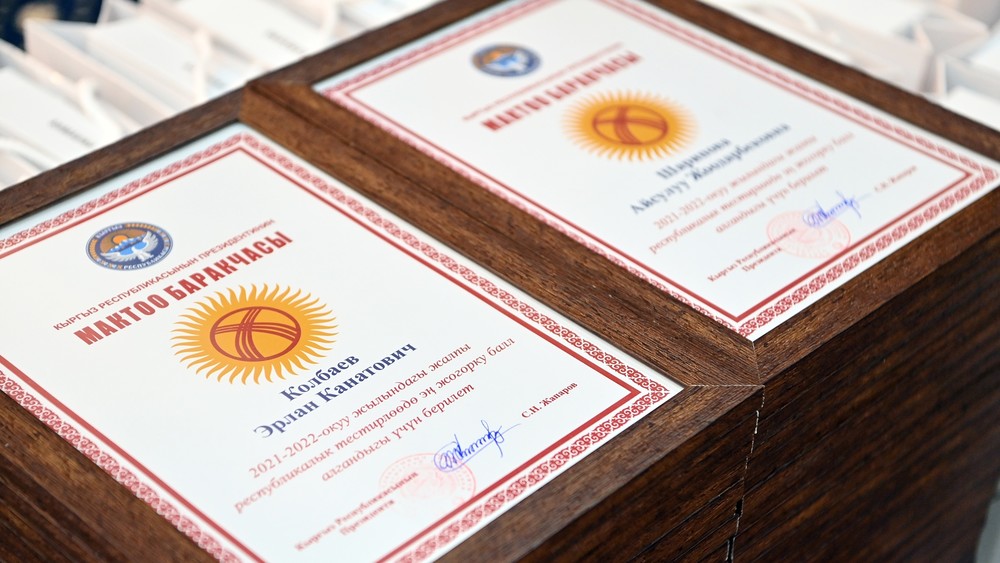 КЫРГЫЗ РЕСПУБЛИКАСЫНЫН ПРЕЗИДЕНТИНИН
МАКТОО БАРАКЧАСЫ
Колбаев
Эрлан Канатович
2021-2022-окуу жылындагы жалпы
республикалык тестирлөөдө эң жогорку балл
алгандыгы үчүн берилет
Кыргыз Республикасынын
Президенти
С.Н. Жапаров
МАКТОО БАРАКЧАСЫ
Шарипова
Аксулуу Жоомарбековна
2021-2022-окуу жылындагы жалпы
республикалык тестирлөөдө эң жогорку балл
алгандыгы үчүн берилет
Кыргыз Республикасынын
Президенти
С.Н. Жапаров